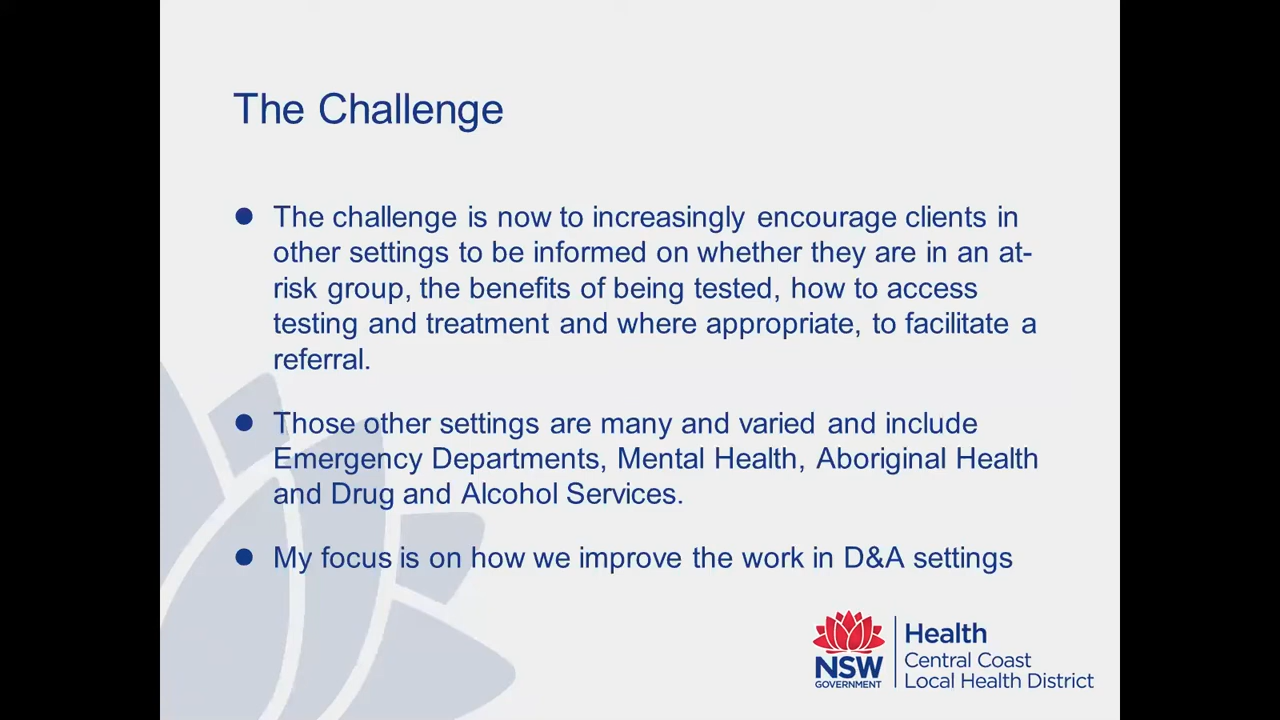 The Challenge
The challenge is now to increasingly encourage clients in
other settings to be informed on whether they are in an at-
risk group, the benefits of being tested, how to access
testing and treatment and where appropriate, to facilitate a
referral.
Those other settings are many and varied and include
Emergency Departments, Mental Health, Aboriginal Health
and Drug and Alcohol Services.
My focus is on how we improve the work in D&A settings
NSW
GOVERNMENT
Health
Central Coast
Local Health District